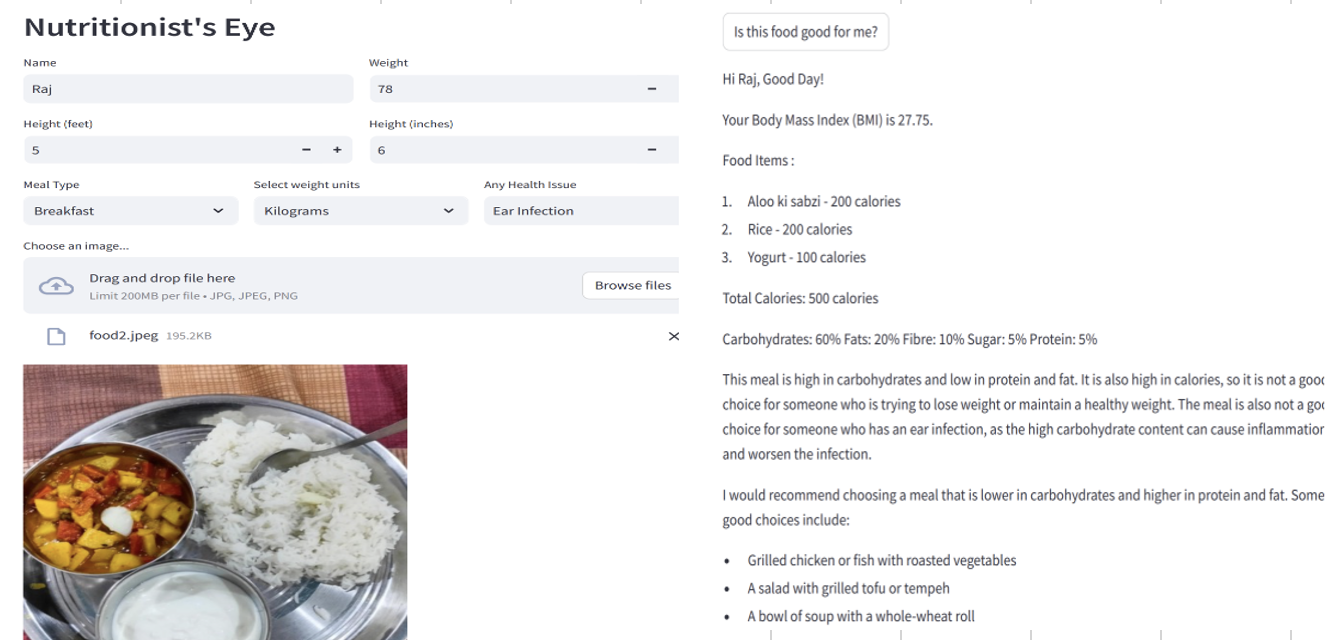 Nutritionist's Eye
Name
Weight
Raj
78
Height (feet)
Height (inches)
5
6
Meal Type
Select weight units
Any Health Issue
Breakfast
Kilograms
Ear Infection
Choose an image...
Drag and drop file here
Limit 200MB per file • JPG, JPEG, PNG
Browse files
food2.jpeg 195.2KB
Is this food good for me?
Hi Raj, Good Day!
Your Body Mass Index (BMI) is 27.75.
Food Items :
1. Aloo ki sabzi - 200 calories
2. Rice - 200 calories
3. Yogurt - 100 calories
Total Calories: 500 calories
Carbohydrates: 60% Fats: 20% Fibre: 10% Sugar: 5% Protein: 5%
This meal is high in carbohydrates and low in protein and fat. It is also high in calories, so it is not a good
choice for someone who is trying to lose weight or maintain a healthy weight. The meal is also not a goo
choice for someone who has an ear infection, as the high carbohydrate content can cause inflammation
and worsen the infection.
I would recommend choosing a meal that is lower in carbohydrates and higher in protein and fat. Some
good choices include:
• Grilled chicken or fish with roasted vegetables
• A salad with grilled tofu or tempeh
• A bowl of soup with a whole-wheat roll